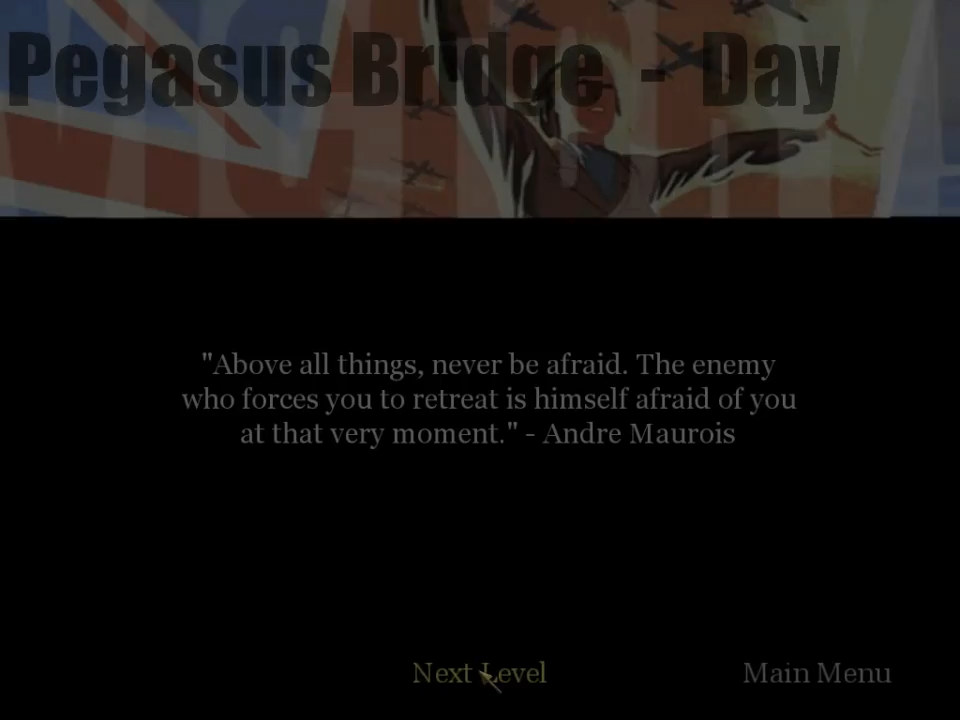 Pegasus Bridge - Day
"Above all things, never be afraid. The enemy
who forces you to retreat is himself afraid of you
at that very moment." - Andre Maurois
Next Level
Main Menu